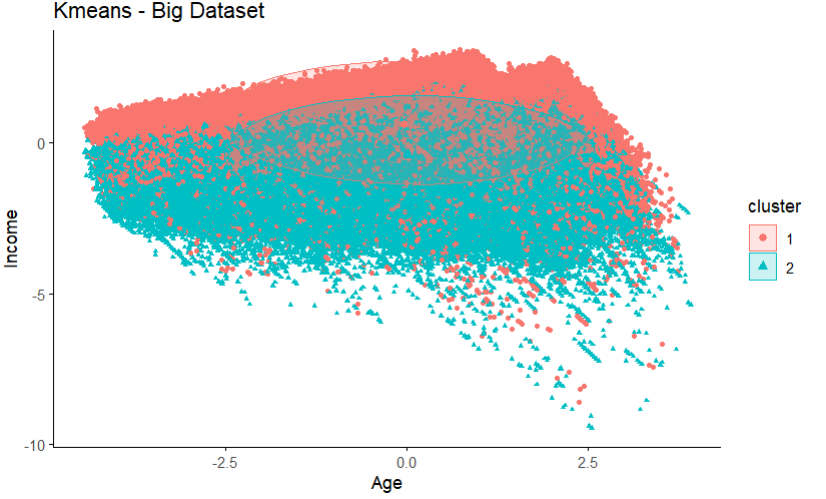 Kmeans - Big Dataset
0
-5
-10
Income
-2.5
0.0
2.5
Age
cluster
1
2